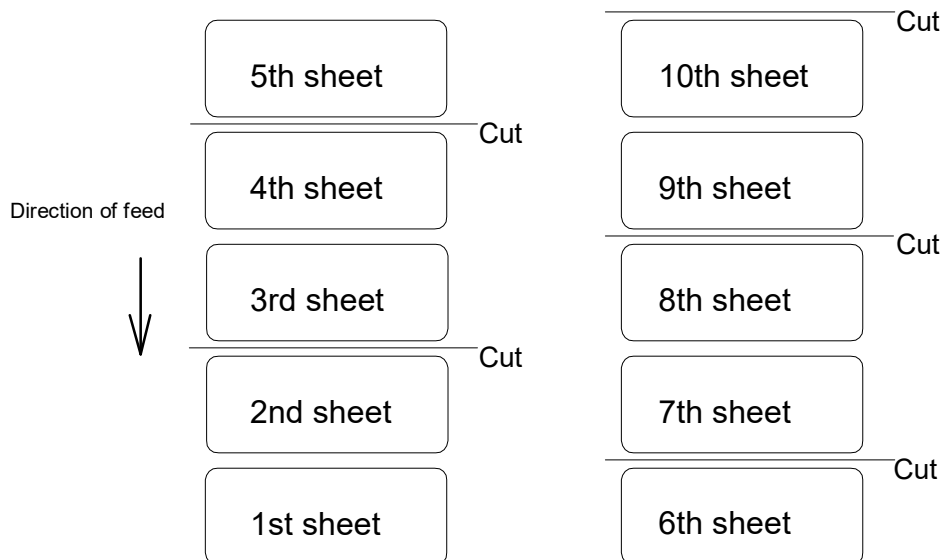 Cut
5th sheet
10th sheet
Cut
4th sheet
9th sheet
Direction of feed
Cut
3rd sheet
8th sheet
Cut
2nd sheet
7th sheet
Cut
1st sheet
6th sheet